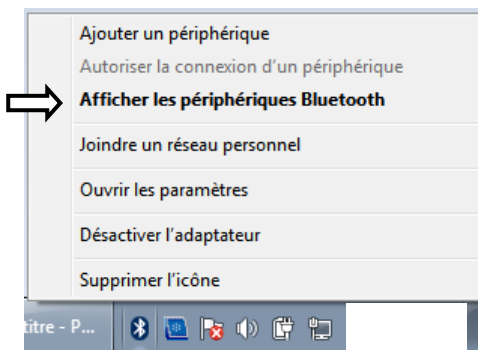 Ajouter un périphérique
Autoriser la connexion d'un périphérique
Afficher les périphériques Bluetooth
Joindre un réseau personnel
Ouvrir les paramètres
Désactiver l'adaptateur
Supprimer l'icône
titre - P...